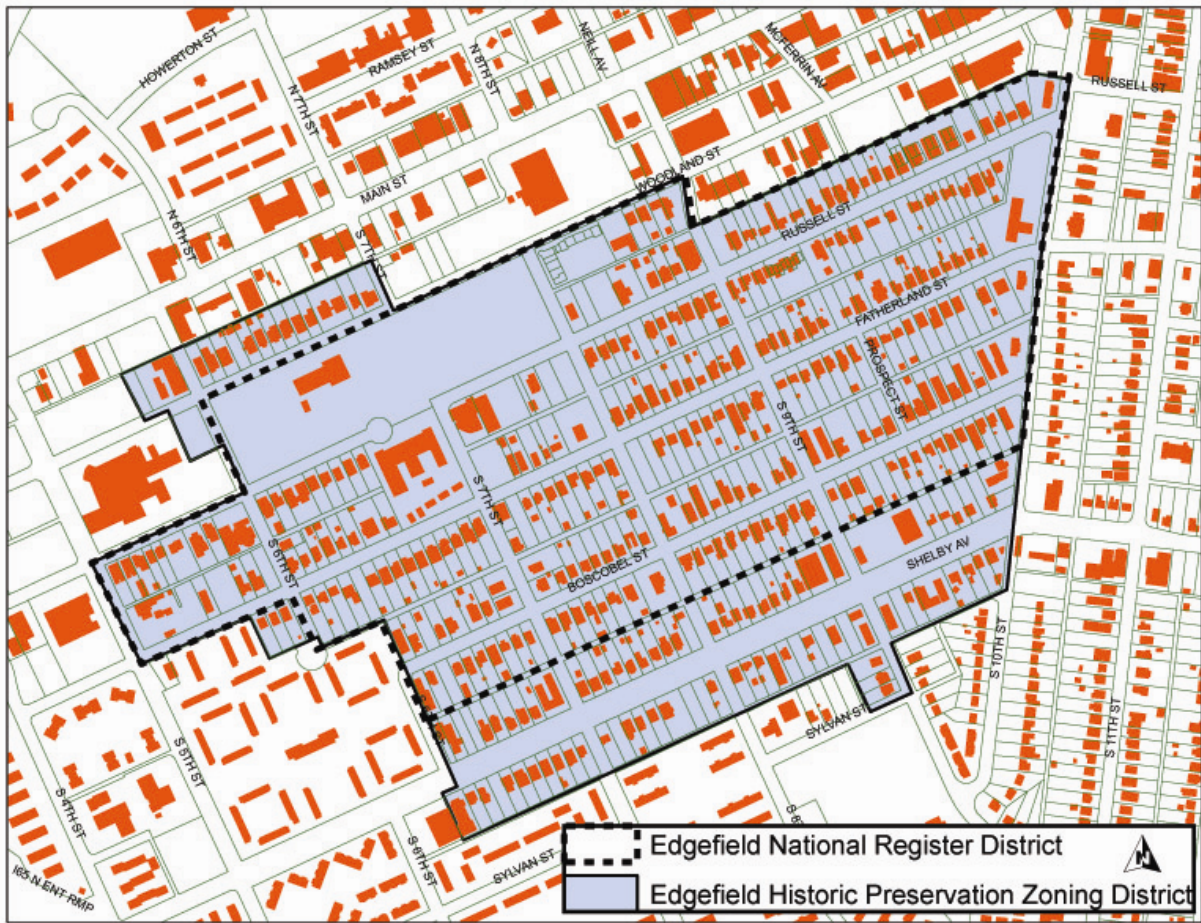 HOWERTON ST
RAMSEY ST
N 8TH ST
NEILL AV
MCFERRIN AV
RUSSELL ST
N 7TH ST
MAIN ST
WOODLAND ST
N 6TH ST
S 7TH ST
RUSSELL ST
FATHERLAND ST
PROSPECT ST
S 9TH ST
S 7TH ST
S 6TH ST
BOSCOBEL ST
SHELBY AV
S 10TH ST
S 11TH ST
SYLVAN ST
S 5TH ST
S 4TH ST
S 6TH ST
SYLVAN ST
I65 N ENT RMP
Edgefield National Register District
N
Edgefield Historic Preservation Zoning District